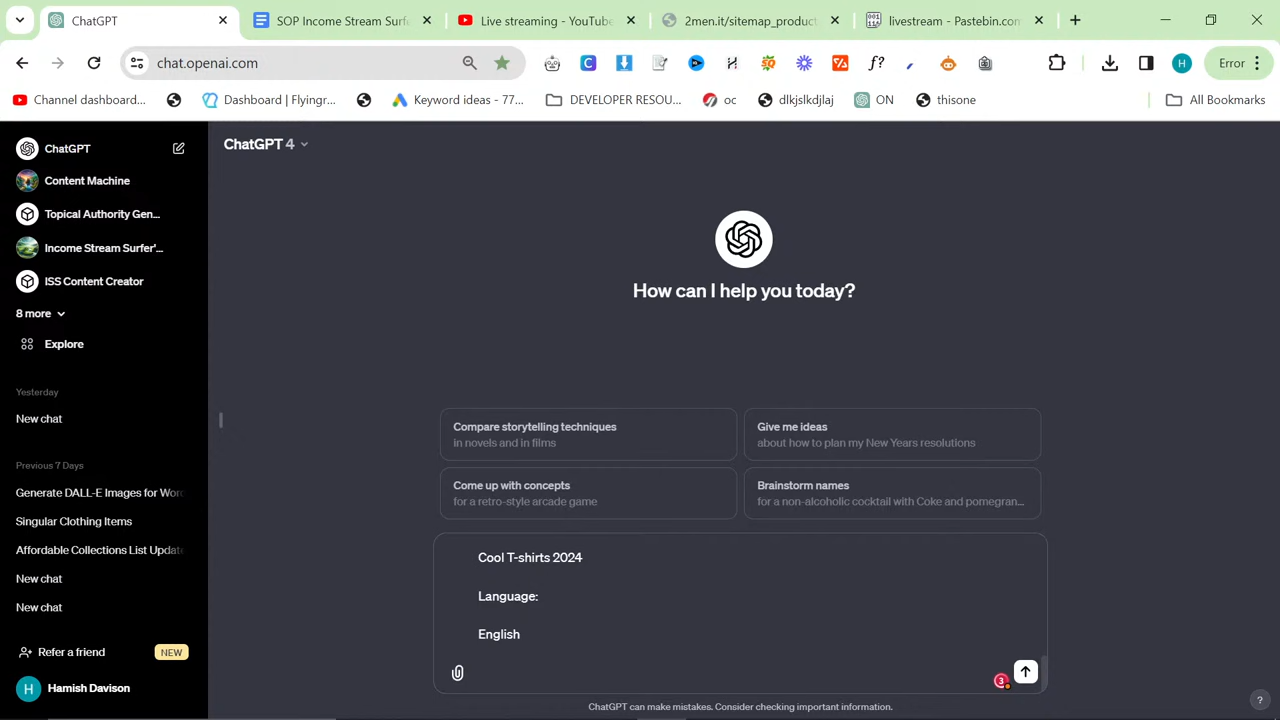 ChatGPT
SOP Income Stream Surfe
Live streaming - YouTube
2men.it/sitemap_product
livestream - Pastebin.com
chat.openai.com
Error
Channel dashboard...
Dashboard | Flyingr...
Keyword ideas - 77...
DEVELOPER RESOU...
oc
dlkjslkdjlaj
ON
thisone
All Bookmarks
ChatGPT
ChatGPT 4
Content Machine
Topical Authority Gen...
Income Stream Surfer'...
ISS Content Creator
8 more
Explore
How can I help you today?
Yesterday
New chat
Previous 7 Days
Generate DALL-E Images for Wor
Singular Clothing Items
Affordable Collections List Update
New chat
New chat
Compare storytelling techniques
in novels and in films
Give me ideas
about how to plan my New Years resolutions
Come up with concepts
for a retro-style arcade game
Brainstorm names
for a non-alcoholic cocktail with Coke and pomegran...
Cool T-shirts 2024
Language:
English
3
Refer a friend
NEW
H
Hamish Davison
ChatGPT can make mistakes. Consider checking important information.
?